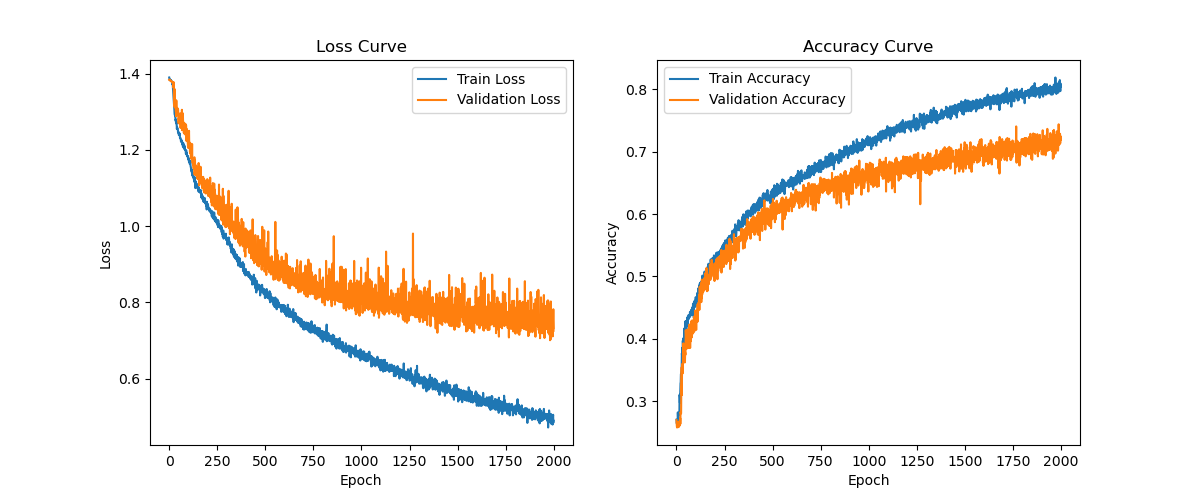 Loss Curve
Train Loss
Validation Loss
Loss
1.4
1.2
1.0
0.8
0.6
0 250 500 750 1000 1250 1500 1750 2000
Epoch
Accuracy Curve
Train Accuracy
Validation Accuracy
Accuracy
0.8
0.7
0.6
0.5
0.4
0.3
0 250 500 750 1000 1250 1500 1750 2000
Epoch